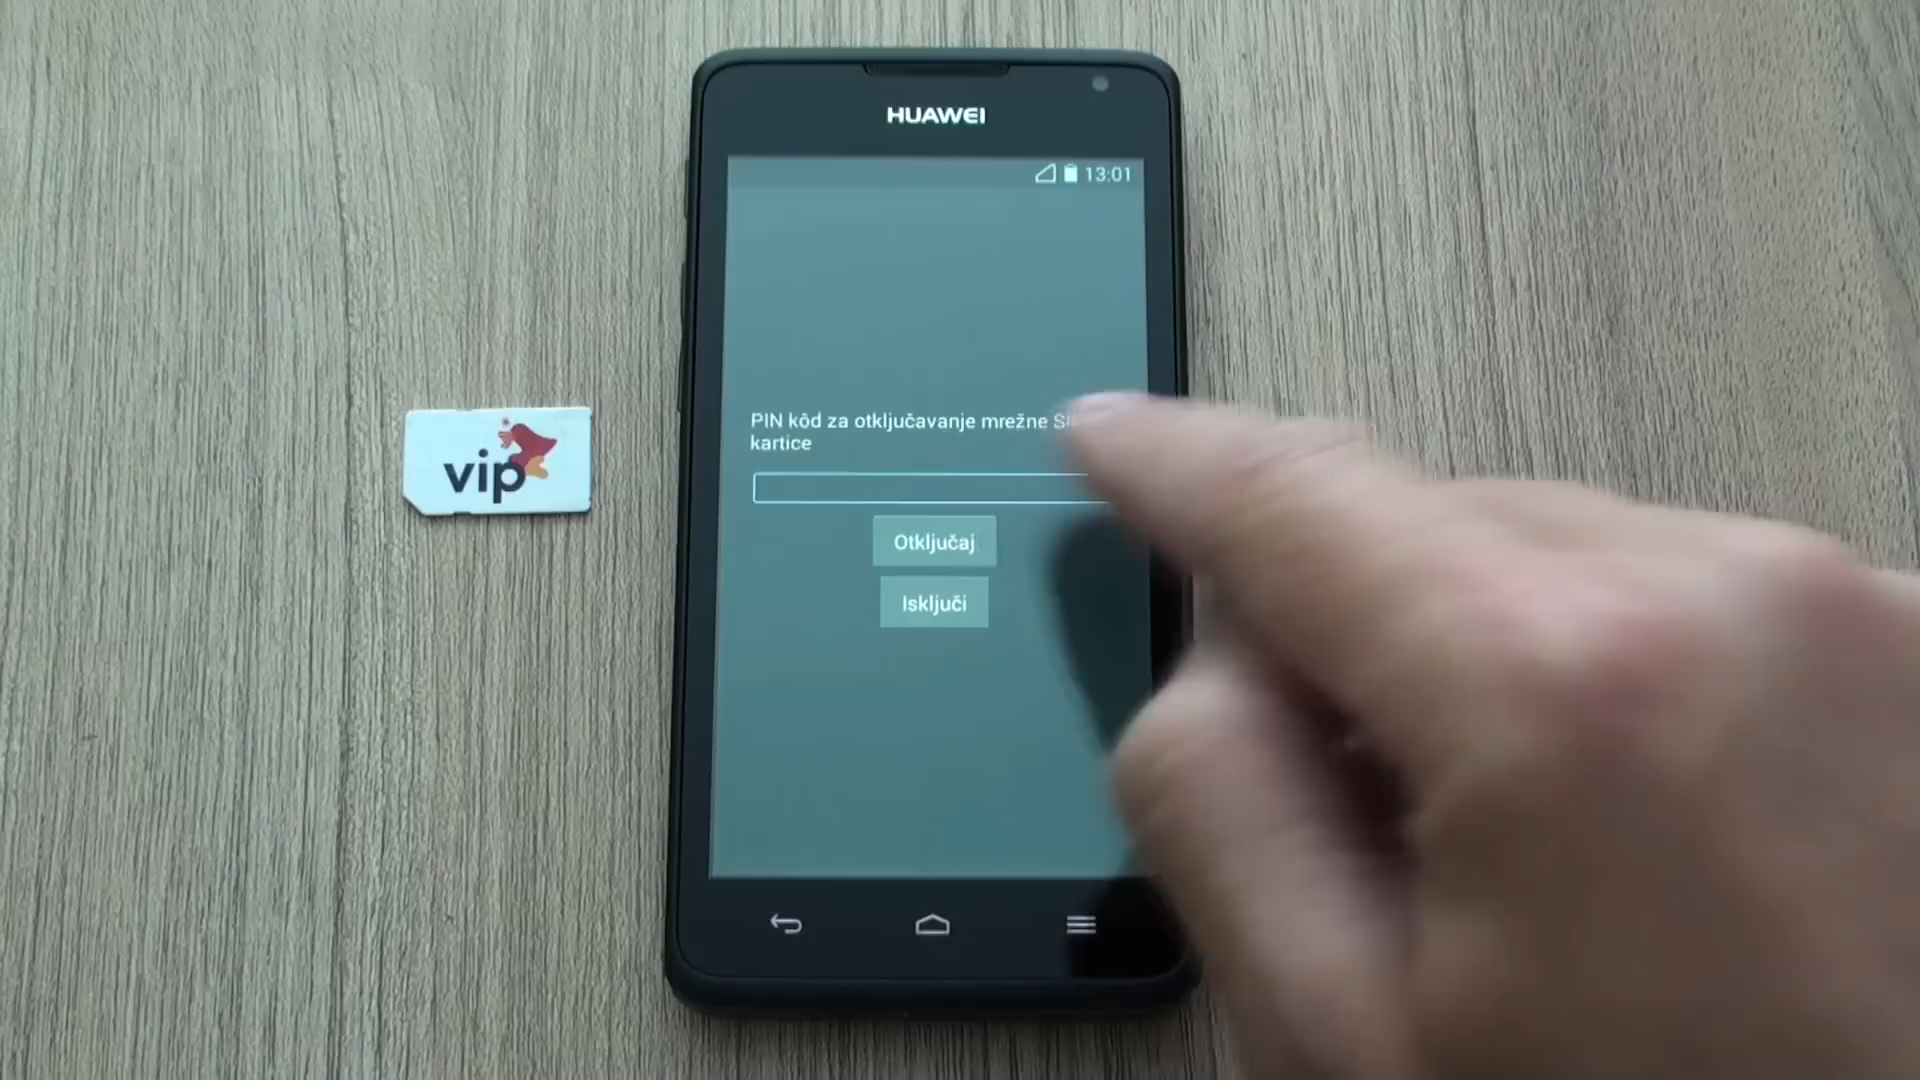 HUAWEI
13:01
PIN kôd za otključavanje mrežne
kartice
Otključaj
Isključi
vip